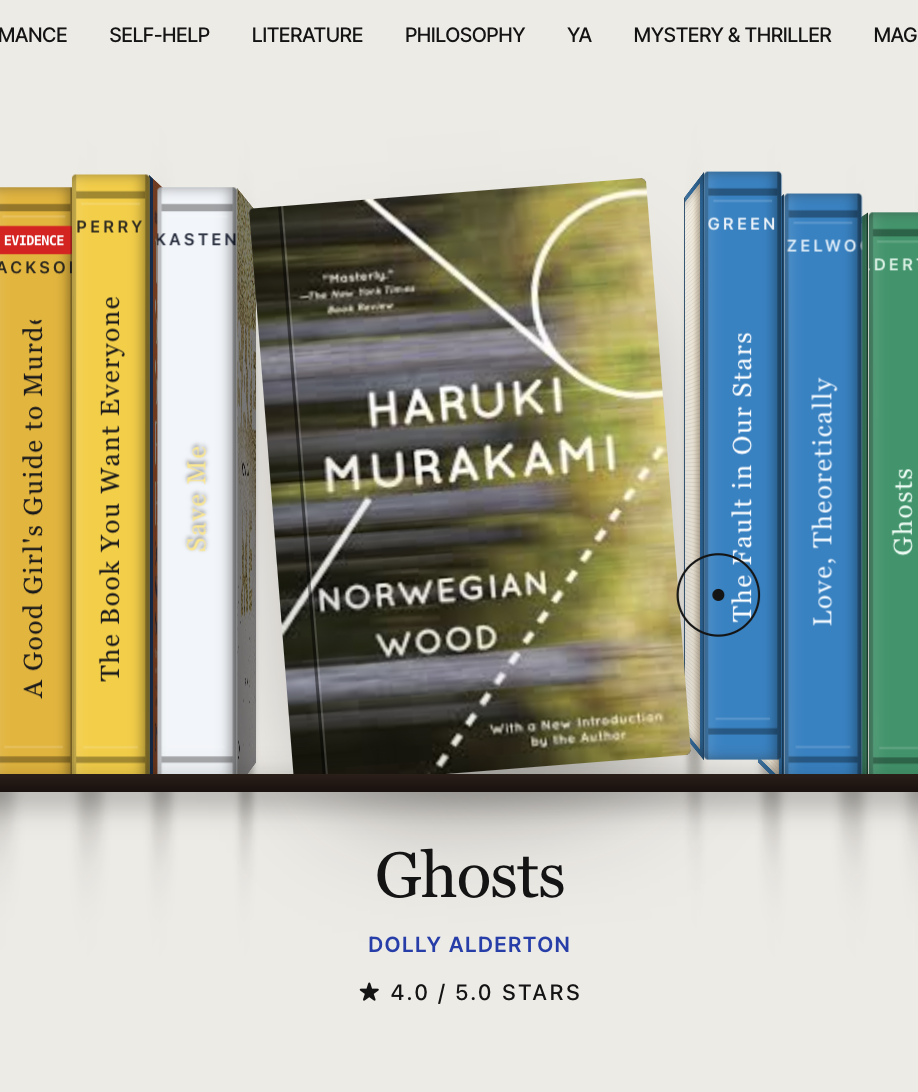 MANCE SELF-HELP LITERATURE PHILOSOPHY YA MYSTERY & THRILLER MAG
EVIDENCE
ACKSON
A Good Girl's Guide to Murde
PERRY
The Book You Want Everyone
KASTEN
Save Me
"Masterly."
—The New York Times
Book Review
HARUKI
MURAKAMI
NORWEGIAN
WOOD
With a New Introduction
by the Author
GREEN
The Fault in Our Stars
ZELWO
Love, Theoretically
DERT
Ghosts
Ghosts
DOLLY ALDERTON
★ 4.0 / 5.0 STARS